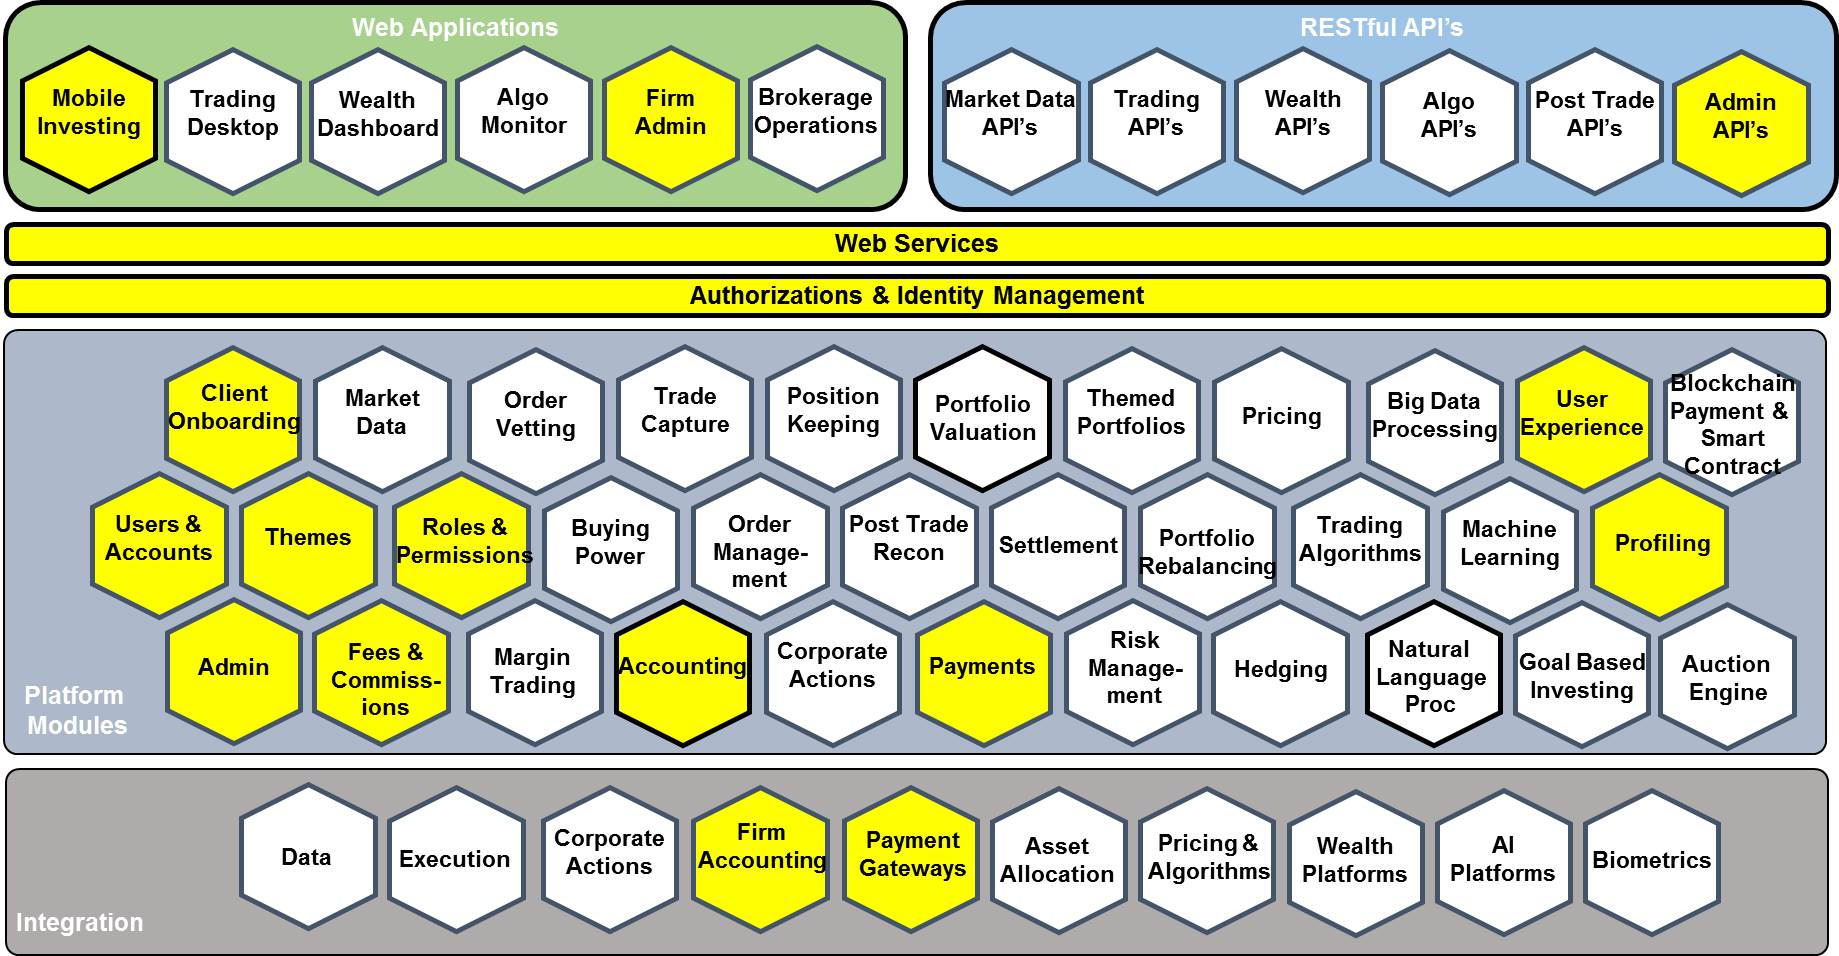 Web Applications
Mobile
Investing
Trading
Desktop
Wealth
Dashboard
Algo
Monitor
Firm
Admin
Brokerage
Operations
RESTful API’s
Market Data
API’s
Trading
API’s
Wealth
API’s
Algo
API’s
Post Trade
API’s
Admin
API’s
Web Services
Authorizations & Identity Management
Client
Onboarding
Market
Data
Order
Vetting
Trade
Capture
Position
Keeping
Portfolio
Valuation
Themed
Portfolios
Pricing
Big Data
Processing
User
Experience
Blockchain
Payment &
Smart
Contract
Users &
Accounts
Themes
Roles &
Permissions
Buying
Power
Order
Manage-
ment
Post Trade
Recon
Settlement
Portfolio
Rebalancing
Trading
Algorithms
Machine
Learning
Profiling
Admin
Fees &
Commiss-
ions
Margin
Trading
Accounting
Corporate
Actions
Payments
Risk
Manage-
ment
Hedging
Natural
Language
Proc
Goal Based
Investing
Auction
Engine
Platform
Modules
Data
Execution
Corporate
Actions
Firm
Accounting
Payment
Gateways
Asset
Allocation
Pricing &
Algorithms
Wealth
Platforms
AI
Platforms
Biometrics
Integration